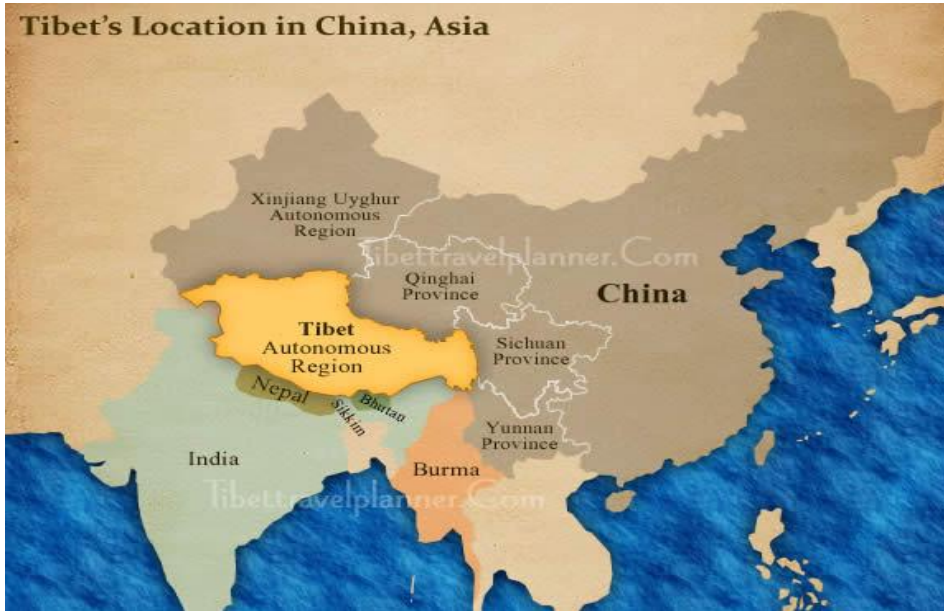 Tibet's Location in China, Asia
Xinjiang Uyghur
Autonomous
Region
Tibettravelplanner.Com
Qinghai
Province
China
Tibet
Autonomous
Region
Sichuan
Province
Nepal
Sikkim
Bhutan
Yunnan
Province
India
Burma
Tibettravelplanner.Com